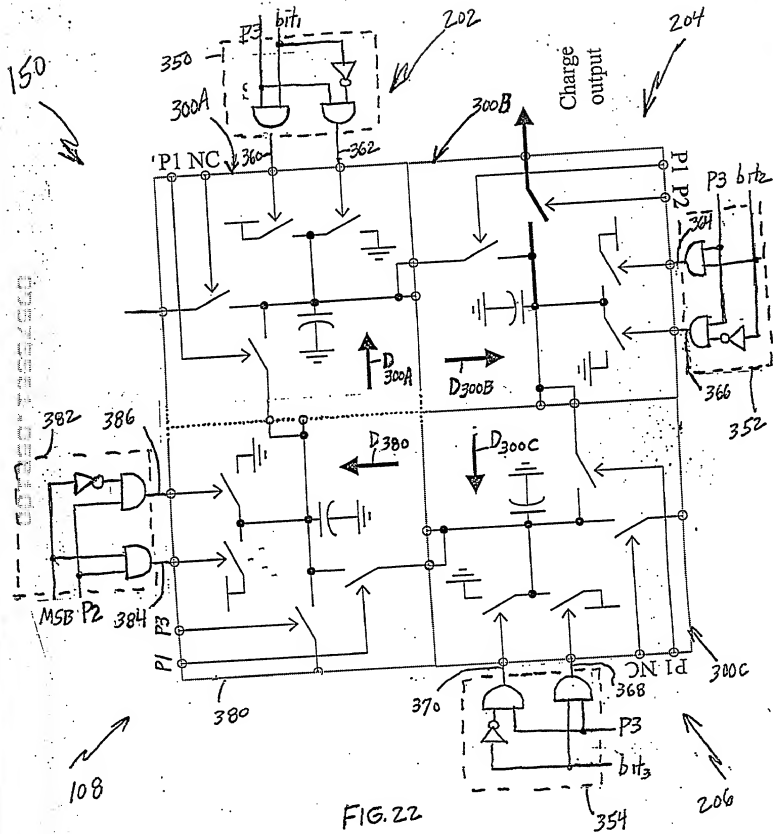 P3 bit1
202
204
350
150
300A
300B
Charge
output
P1 NC
360
362
P1
P2
P3 bit2
364
366
352
D300A
D300B
D380
D300C
382
386
MSB P2
384
P3
P1
380
370
368
P1 NC
300C
P3
bit3
354
108
206
FIG. 22